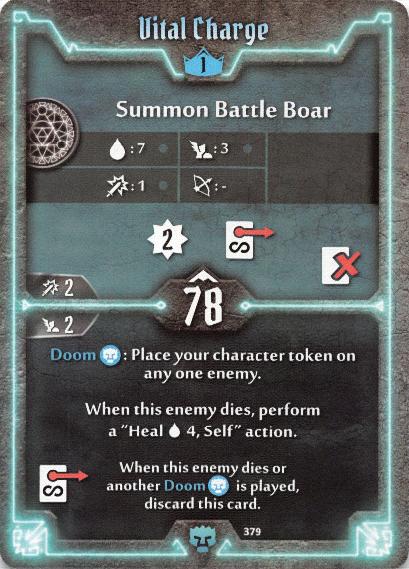 Vital Charge
1
Summon Battle Boar
:7 :3
:1 :-
2 S
2
78
2
Doom : Place your character token on
any one enemy.
When this enemy dies, perform
a "Heal 4, Self" action.
S
When this enemy dies or
another Doom is played,
discard this card.
379